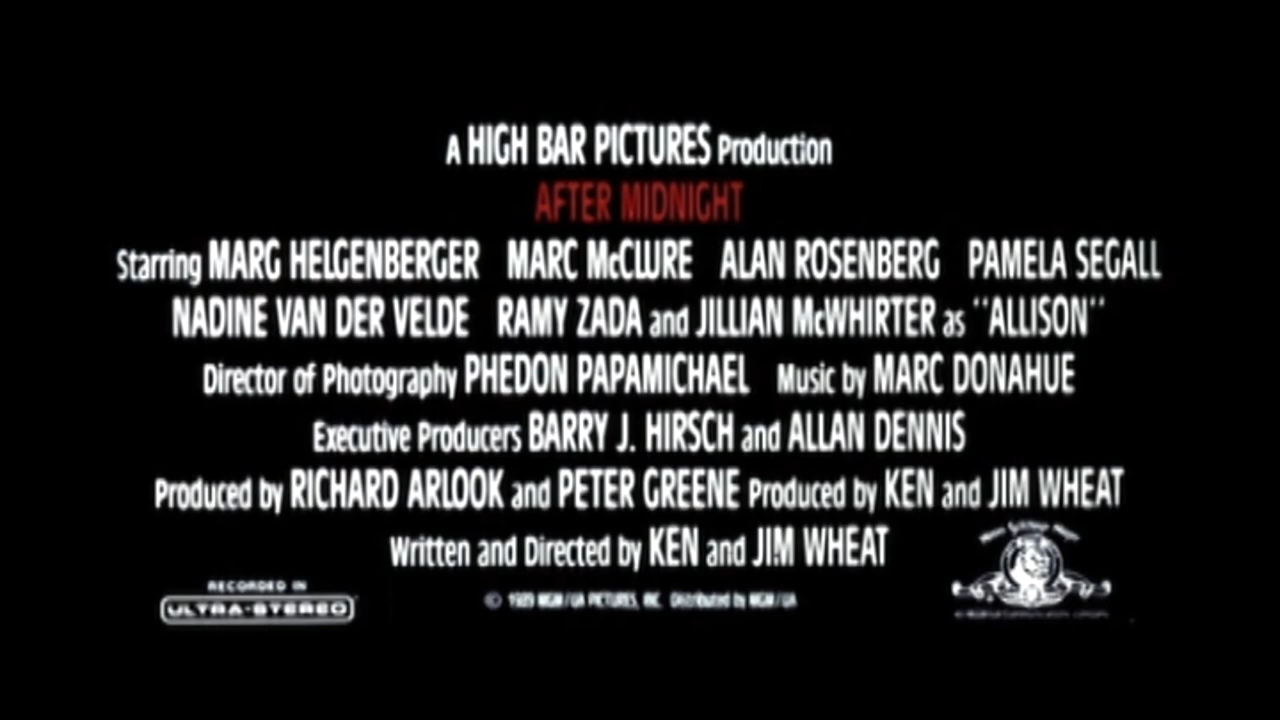 A HIGH BAR PICTURES Production
AFTER MIDNIGHT
Starring MARG HELGENBERGER MARC McCLURE ALAN ROSENBERG PAMELA SEGALL
NADINE VAN DER VELDE RAMY ZADA and JILLIAN McWHIRTER as "ALLISON"
Director of Photography PHEDON PAPAMICHAEL Music by MARC DONAHUE
Executive Producers BARRY J. HIRSCH and ALLAN DENNIS
Produced by RICHARD ARLOOK and PETER GREENE Produced by KEN and JIM WHEAT
Written and Directed by KEN and JIM WHEAT
RECORDED IN
ULTRA-STEREO
© 1989 MGM/UA PICTURES, INC. Distributed by MGM/UA